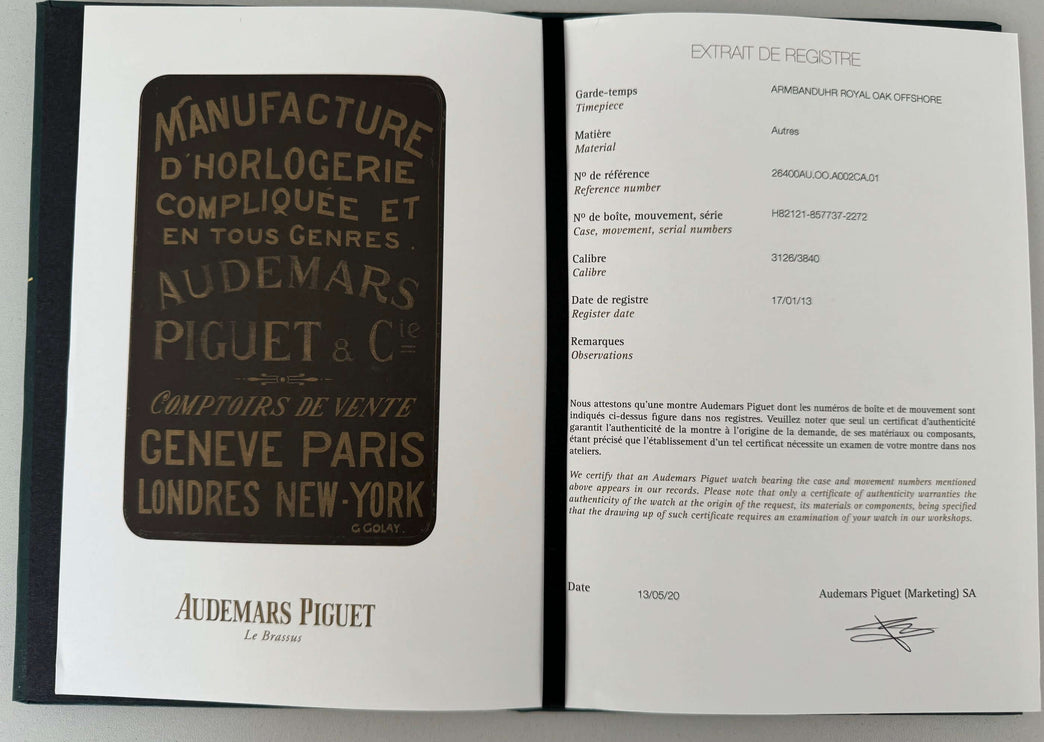 MANUFACTURE
D'HORLOGERIE
COMPLIQUÉE ET
EN TOUS GENRES.
AUDEMARS
PIGUET & Cie
COMPTOIRS DE VENTE
GENEVE PARIS
LONDRES NEW-YORK
G GOLAY.
AUDEMARS PIGUET
Le Brassus
EXTRAIT DE REGISTRE
Garde-temps ARMBANDUHR ROYAL OAK OFFSHORE
Timepiece
Matière Autres
Material
Nº de référence 26400AU.OO.A002CA.01
Reference number
Nº de boîte, mouvement, série H82121-857737-2272
Case, movement, serial numbers
Calibre 3126/3840
Calibre
Date de registre 17/01/13
Register date
Remarques
Observations
Nous attestons qu'une montre Audemars Piguet dont les numéros de boîte et de mouvement sont
indiqués ci-dessus figure dans nos registres. Veuillez noter que seul un certificat d'authenticité
garantit l'authenticité de la montre à l'origine de la demande, de ses matériaux ou composants,
étant précisé que l'établissement d'un tel certificat nécessite un examen de votre montre dans nos
ateliers.
We certify that an Audemars Piguet watch bearing the case and movement numbers mentioned
above appears in our records. Please note that only a certificate of authenticity warranties the
authenticity of the watch at the origin of the request, its materials or components, being specified
that the drawing up of such certificate requires an examination of your watch in our workshops.
Date 13/05/20 Audemars Piguet (Marketing) SA